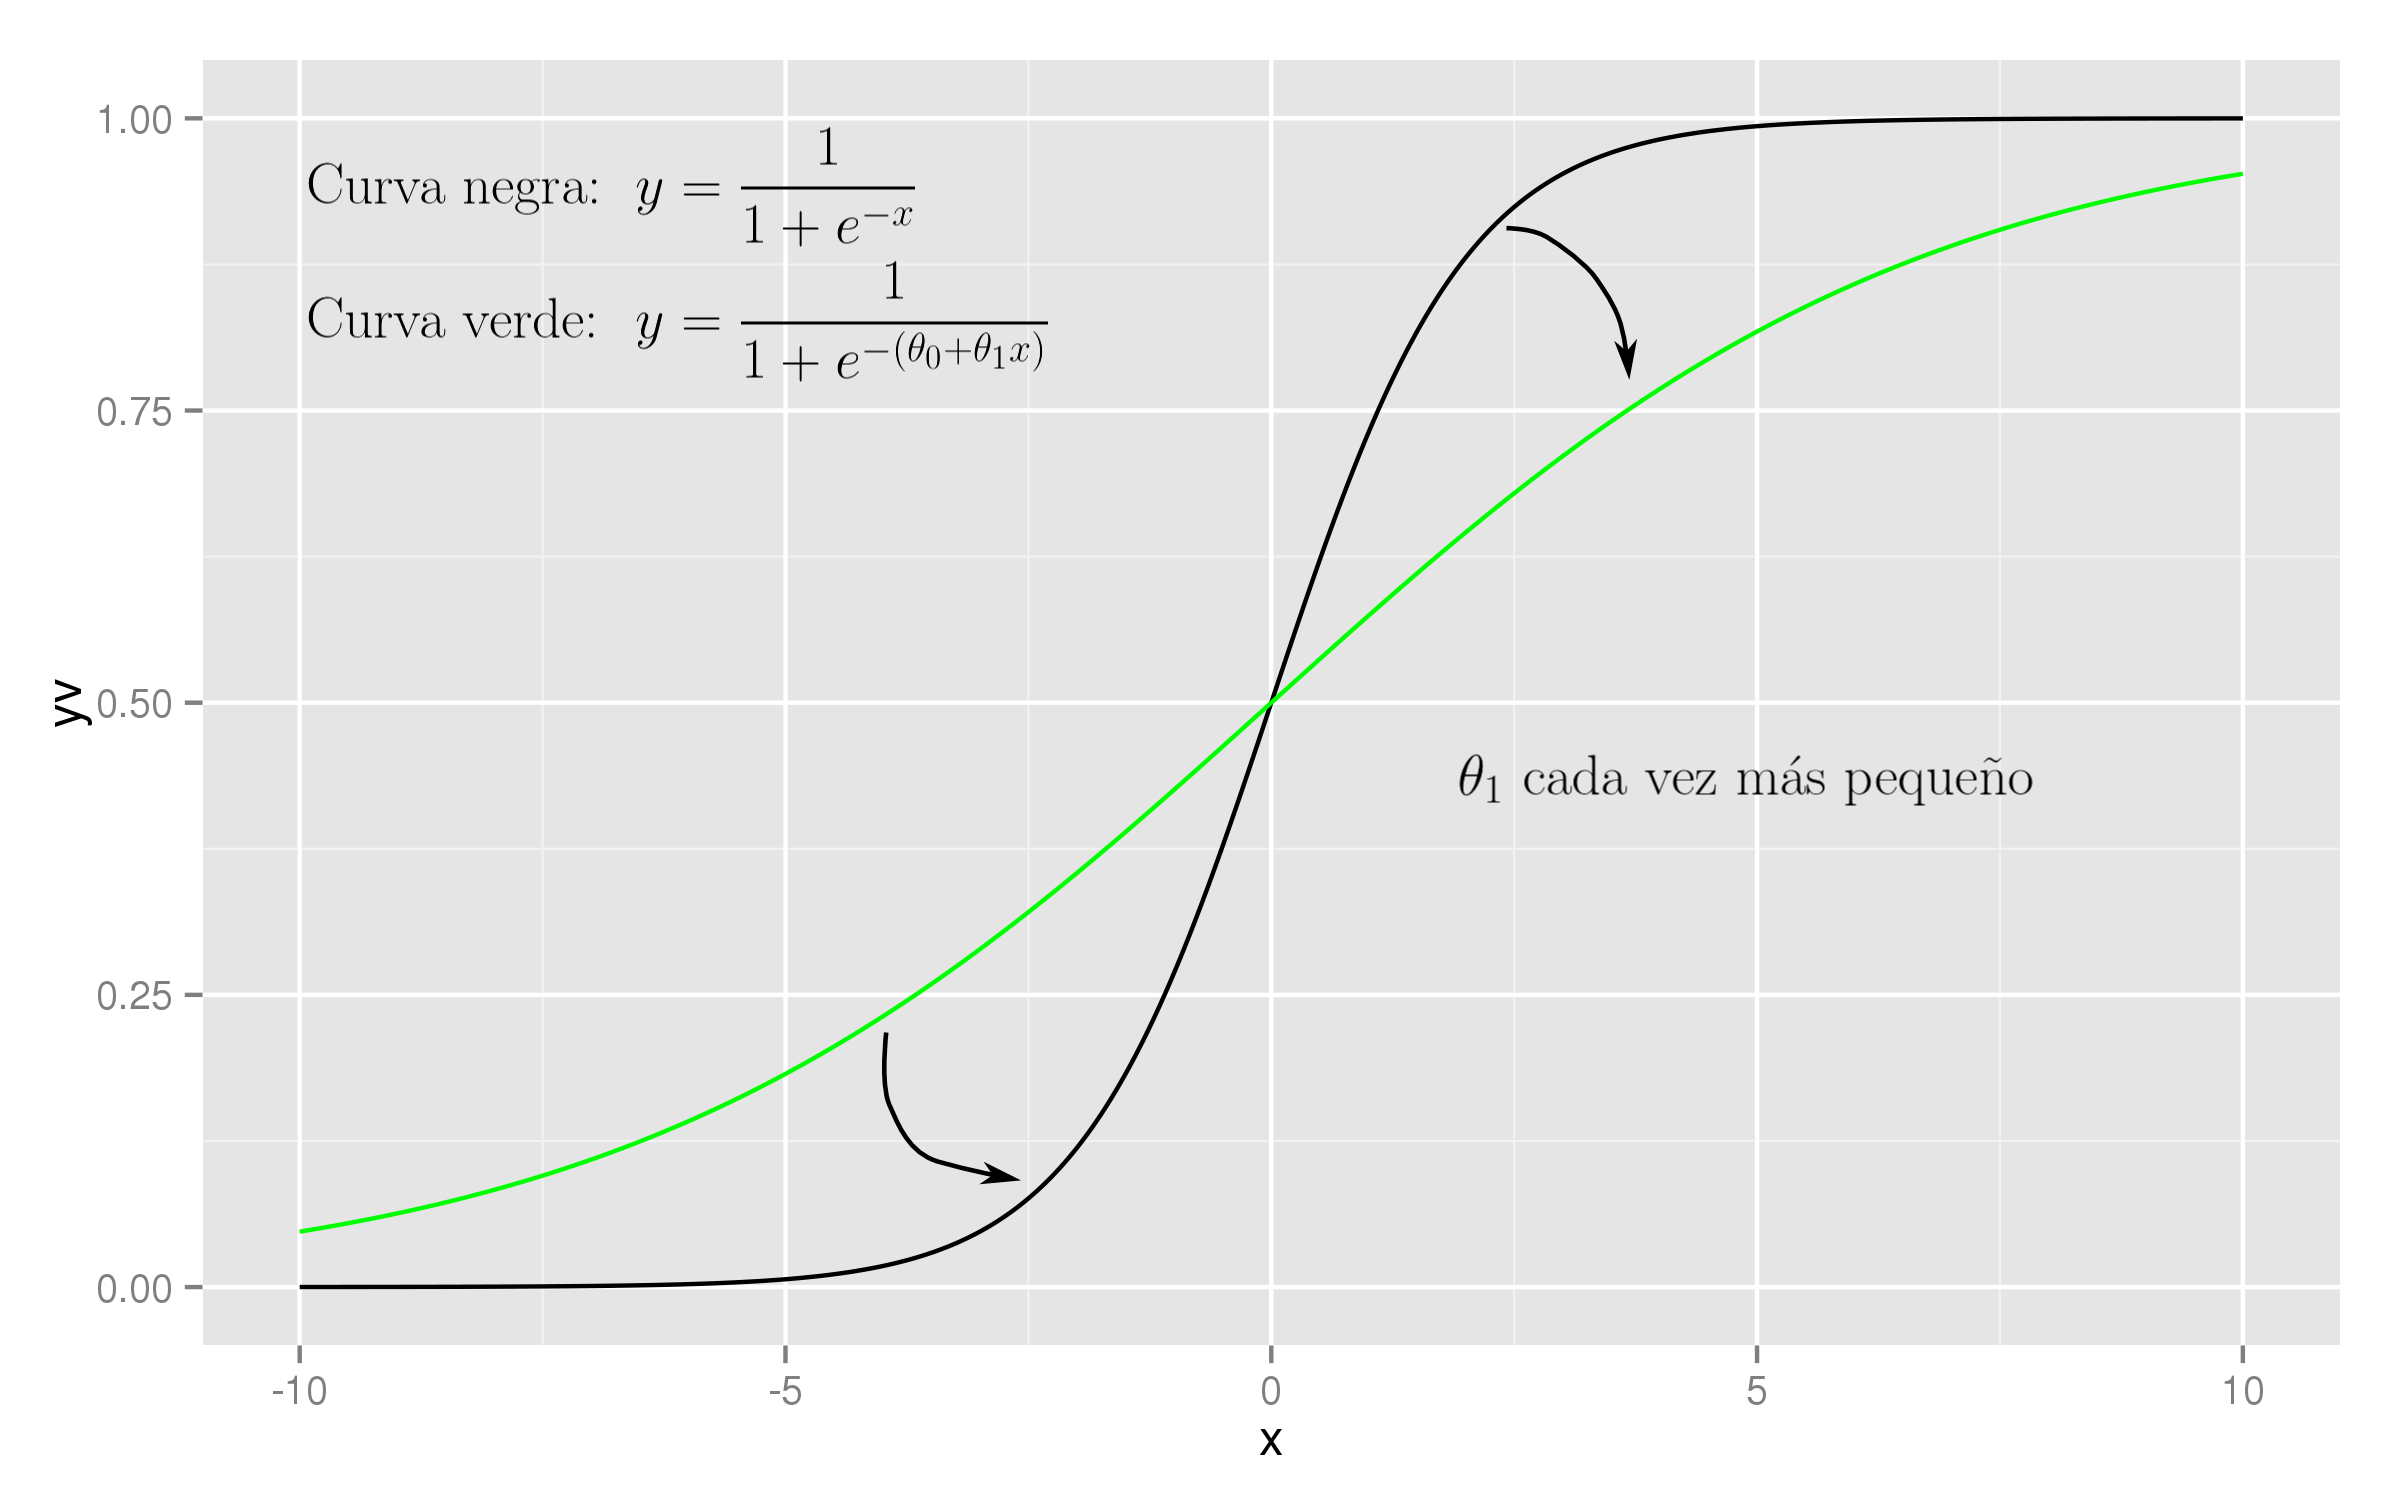 1.00
Curva negra: y = 1 / (1 + e^{-x})
Curva verde: y = 1 / (1 + e^{-(θ_0+θ_1x)})
0.75
yv
0.50
θ_1 cada vez más pequeño
0.25
0.00
-10 -5 0 5 10
x